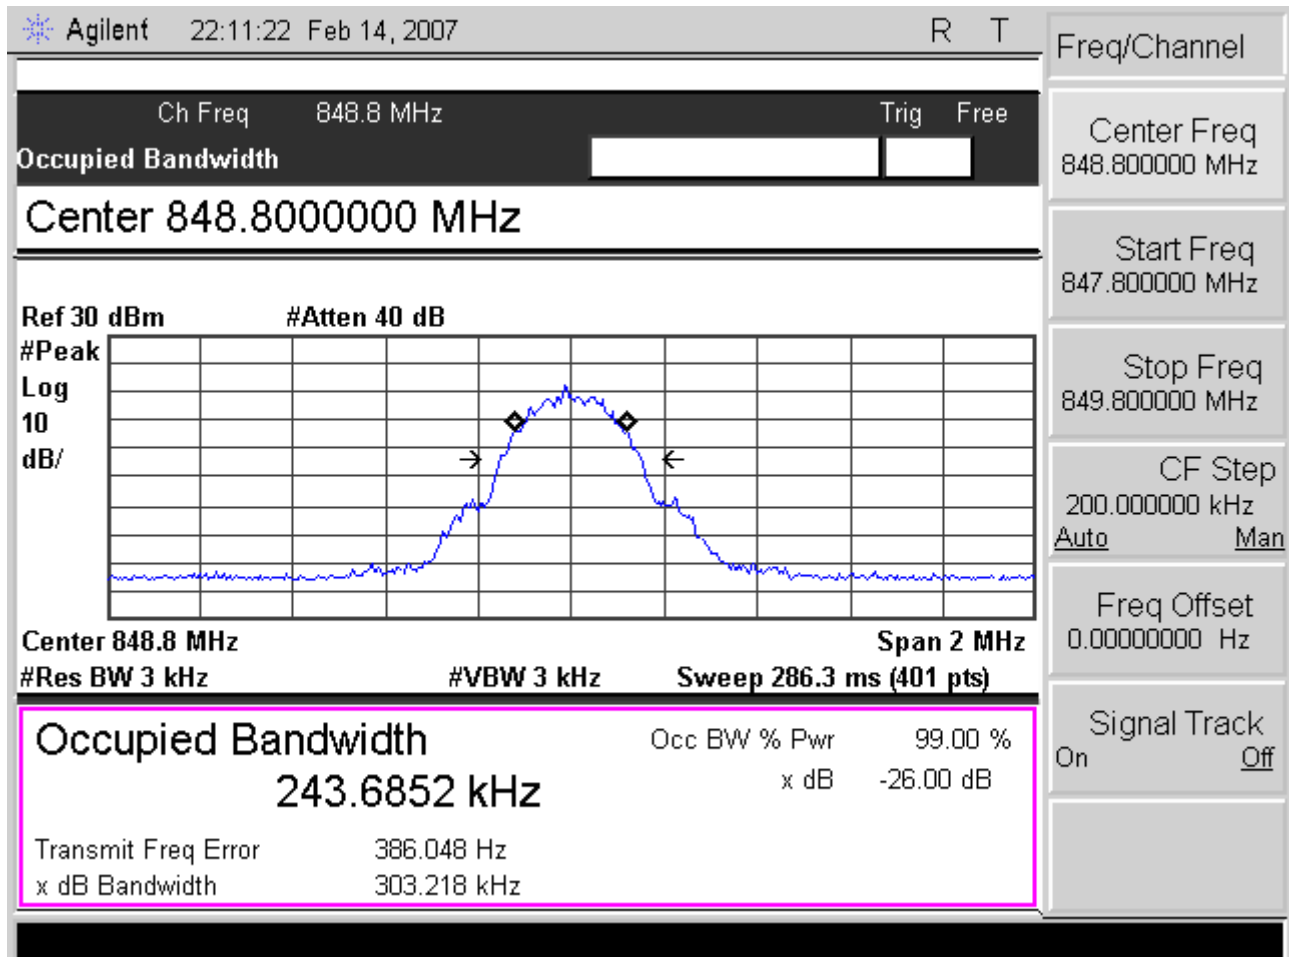 Agilent 22:11:22 Feb 14, 2007 R T
Freq/Channel
Ch Freq 848.8 MHz Trig Free
Occupied Bandwidth
Center 848.8000000 MHz
Ref 30 dBm #Atten 40 dB
#Peak
Log
10
dB/
Center 848.8 MHz Span 2 MHz
#Res BW 3 kHz #VBW 3 kHz Sweep 286.3 ms (401 pts)
Occupied Bandwidth Occ BW % Pwr 99.00 %
243.6852 kHz x dB -26.00 dB
Transmit Freq Error 386.048 Hz
x dB Bandwidth 303.218 kHz
Center Freq
848.800000 MHz
Start Freq
847.800000 MHz
Stop Freq
849.800000 MHz
CF Step
200.000000 kHz
Auto Man
Freq Offset
0.00000000 Hz
Signal Track
On Off